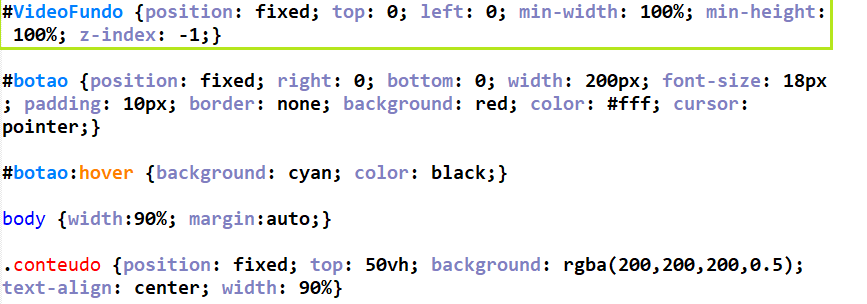 #VideoFundo {position: fixed; top: 0; left: 0; min-width: 100%; min-height:
100%; z-index: -1;}
#botao {position: fixed; right: 0; bottom: 0; width: 200px; font-size: 18px
; padding: 10px; border: none; background: red; color: #fff; cursor:
pointer;}
#botao:hover {background: cyan; color: black;}
body {width:90%; margin:auto;}
.conteudo {position: fixed; top: 50vh; background: rgba(200,200,200,0.5);
text-align: center; width: 90%}